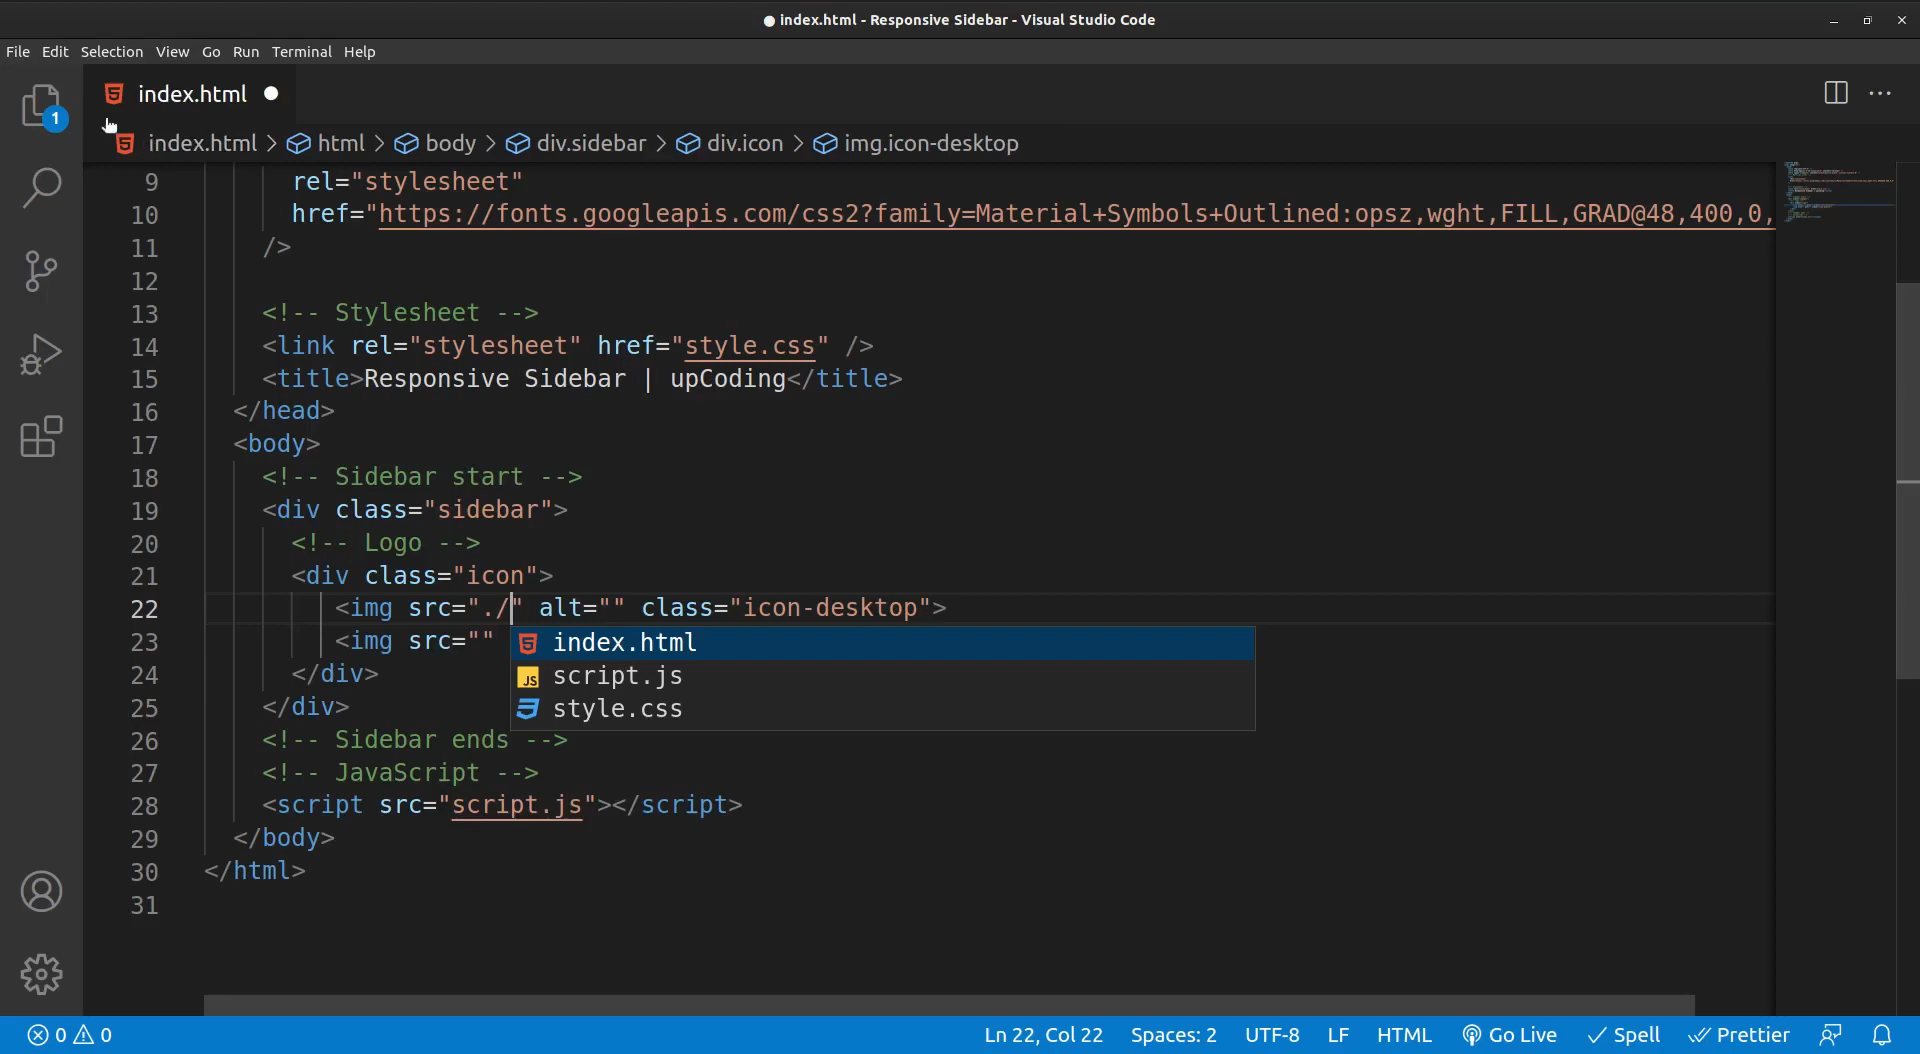 ● index.html - Responsive Sidebar - Visual Studio Code
File Edit Selection View Go Run Terminal Help
1
index.html ●
index.html > html > body > div.sidebar > div.icon > img.icon-desktop
9 rel="stylesheet"
10 href="https://fonts.googleapis.com/css2?family=Material+Symbols+Outlined:opsz,wght,FILL,GRAD@48,400,0,
11 />
12
13 <!-- Stylesheet -->
14 <link rel="stylesheet" href="style.css" />
15 <title>Responsive Sidebar | upCoding</title>
16 </head>
17 <body>
18 <!-- Sidebar start -->
19 <div class="sidebar">
20 <!-- Logo -->
21 <div class="icon">
22 <img src="./" alt="" class="icon-desktop">
23 <img src=""
index.html
24 </div>
script.js
25 </div>
style.css
26 <!-- Sidebar ends -->
27 <!-- JavaScript -->
28 <script src="script.js"></script>
29 </body>
30 </html>
31
0 0 Ln 22, Col 22 Spaces: 2 UTF-8 LF HTML Go Live Spell Prettier